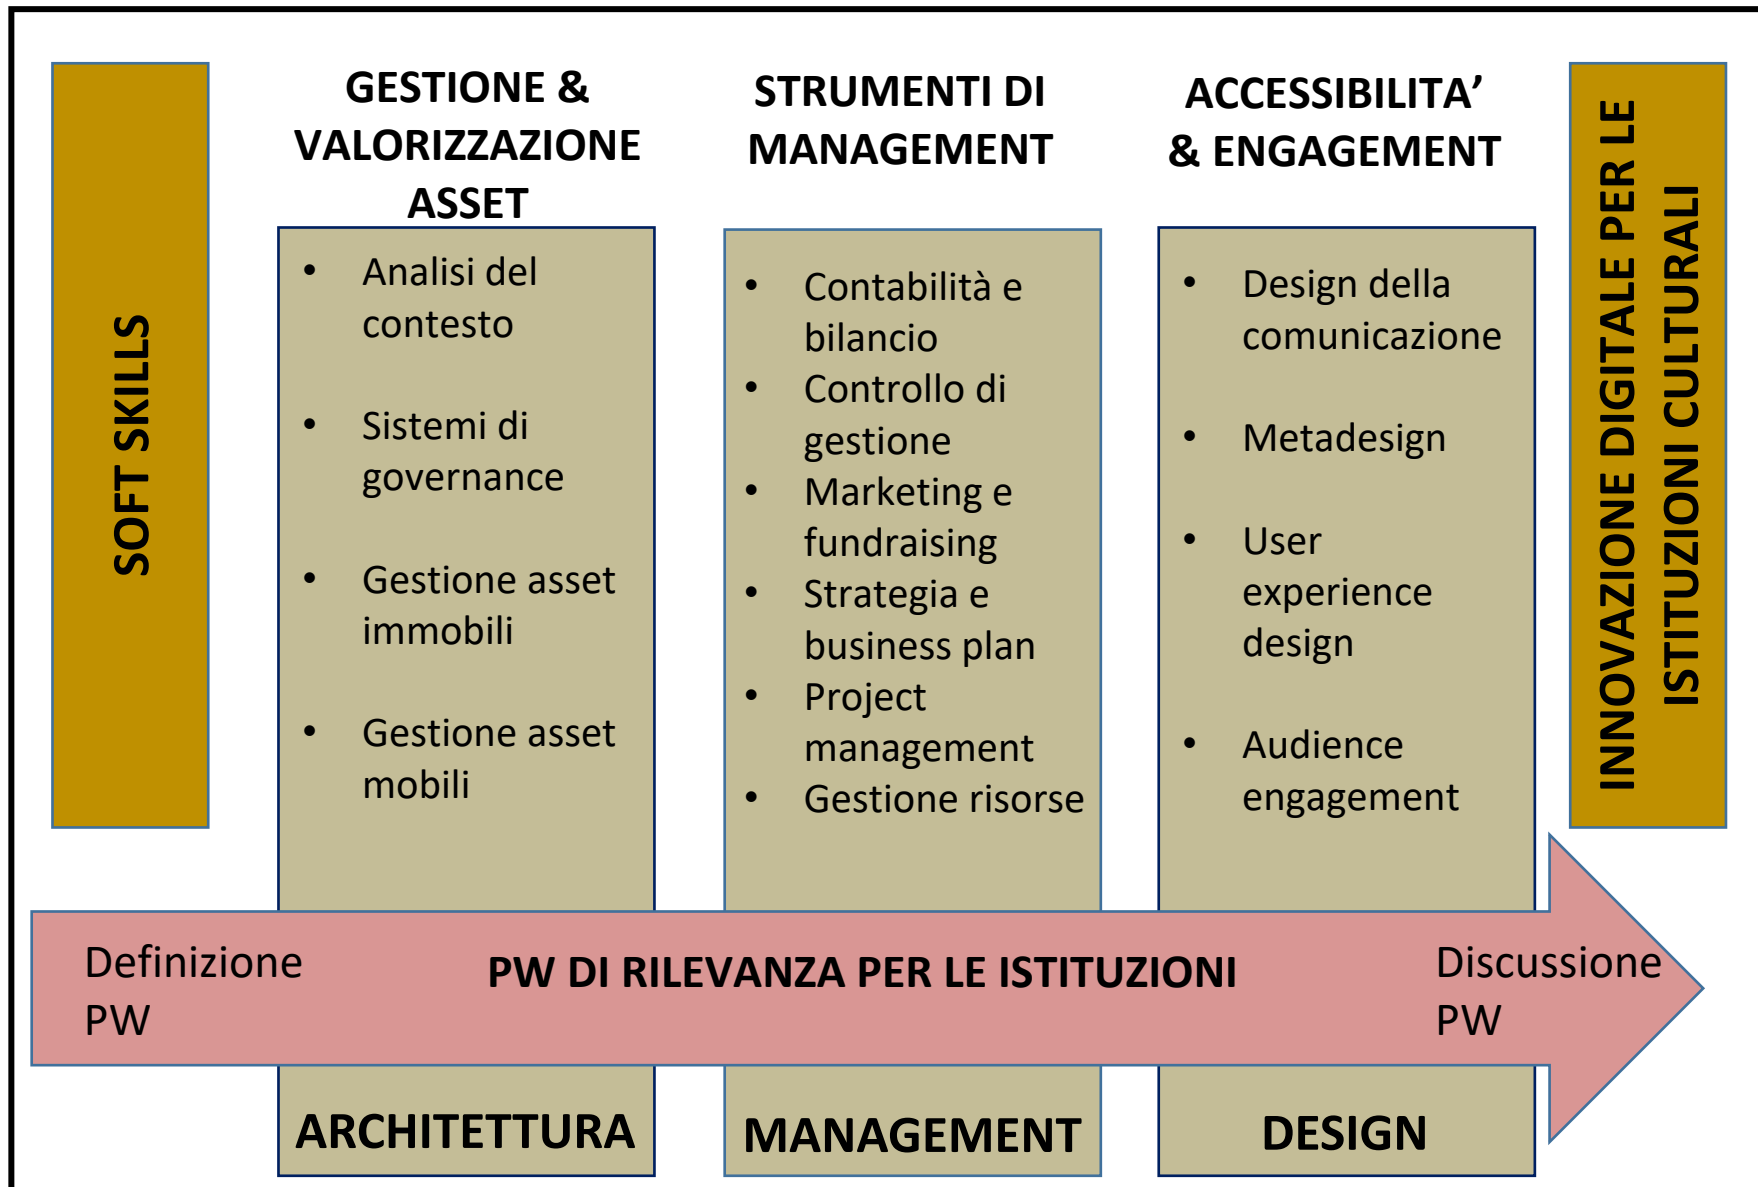 SOFT SKILLS
GESTIONE &
VALORIZZAZIONE
ASSET
• Analisi del
contesto
• Sistemi di
governance
• Gestione asset
immobili
• Gestione asset
mobili
STRUMENTI DI
MANAGEMENT
• Contabilità e
bilancio
• Controllo di
gestione
• Marketing e
fundraising
• Strategia e
business plan
• Project
management
• Gestione risorse
ACCESSIBILITA’
& ENGAGEMENT
• Design della
comunicazione
• Metadesign
• User
experience
design
• Audience
engagement
INNOVAZIONE DIGITALE PER LE
ISTITUZIONI CULTURALI
Definizione
PW
PW DI RILEVANZA PER LE ISTITUZIONI
Discussione
PW
ARCHITETTURA
MANAGEMENT
DESIGN